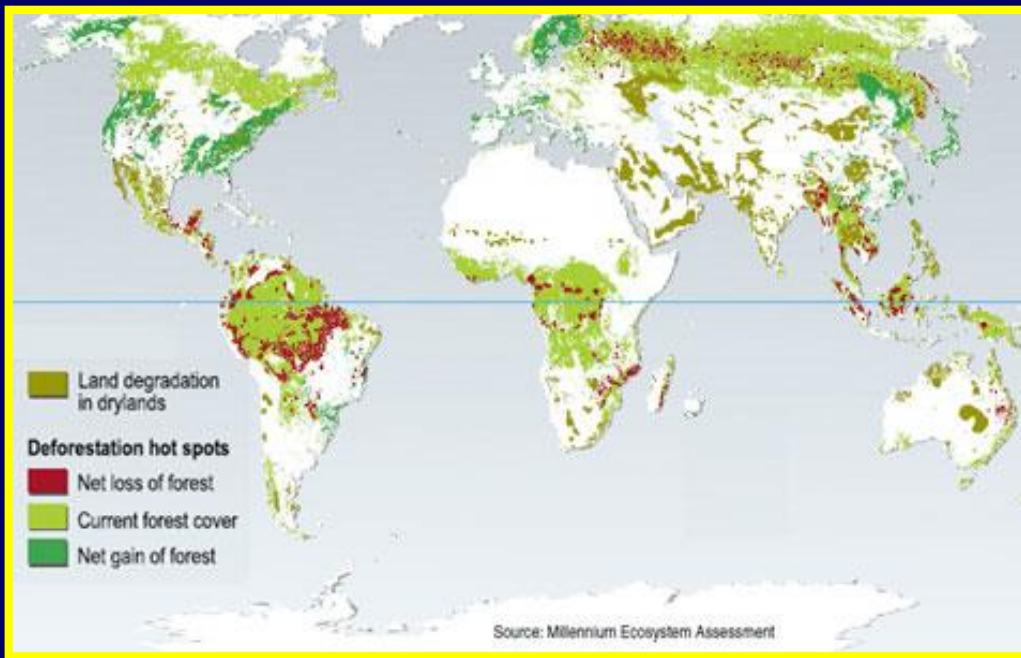 Land degradation
in drylands
Deforestation hot spots
Net loss of forest
Current forest cover
Net gain of forest
Source: Millennium Ecosystem Assessment